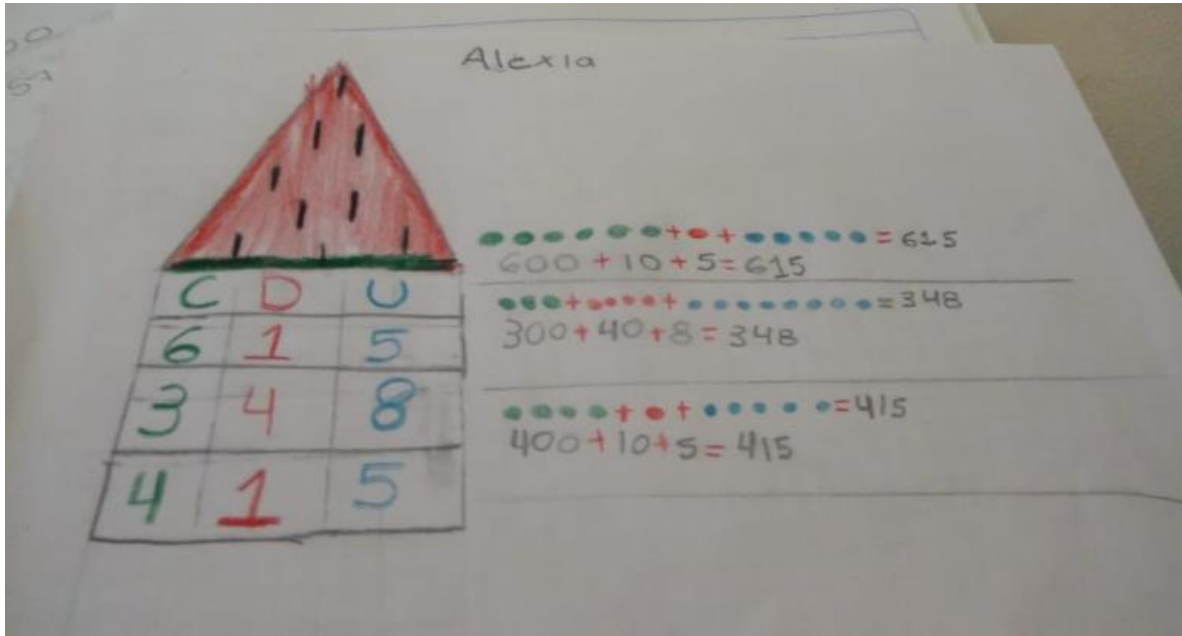 Alexia
C D U
6 1 5
3 4 8
4 1 5
+ + = 615
600 + 10 + 5 = 615
+ + = 348
300 + 40 + 8 = 348
+ + = 415
400 + 10 + 5 = 415